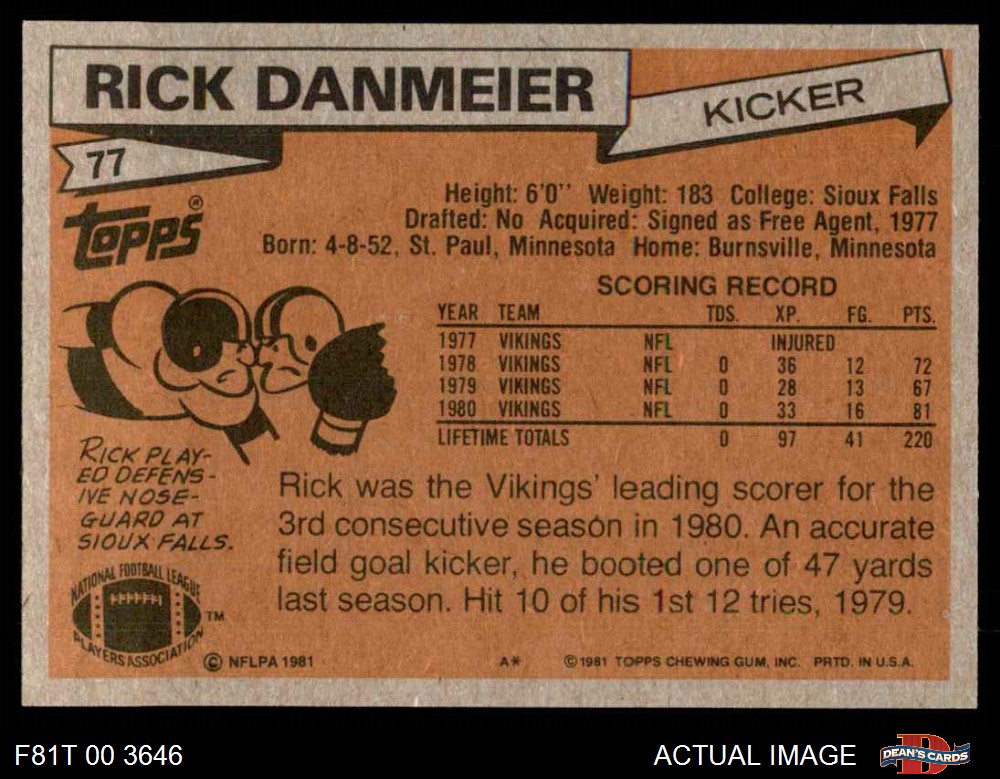 RICK DANMEIER
KICKER
77
TOPPS®
Height: 6'0'' Weight: 183 College: Sioux Falls
Drafted: No Acquired: Signed as Free Agent, 1977
Born: 4-8-52, St. Paul, Minnesota Home: Burnsville, Minnesota
SCORING RECORD
YEAR TEAM TDS. XP. FG. PTS.
1977 VIKINGS NFL INJURED
1978 VIKINGS NFL 0 36 12 72
1979 VIKINGS NFL 0 28 13 67
1980 VIKINGS NFL 0 33 16 81
LIFETIME TOTALS 0 97 41 220
RICK PLAY-
ED DEFENS-
IVE NOSE-
GUARD AT
SIOUX FALLS.
Rick was the Vikings' leading scorer for the
3rd consecutive season in 1980. An accurate
field goal kicker, he booted one of 47 yards
last season. Hit 10 of his 1st 12 tries, 1979.
NATIONAL FOOTBALL LEAGUE
PLAYERS ASSOCIATION
TM
© NFLPA 1981 A* ©1981 TOPPS CHEWING GUM, INC. PRTD. IN U.S.A.
F81T 00 3646
ACTUAL IMAGE
D
DEAN'S CARDS